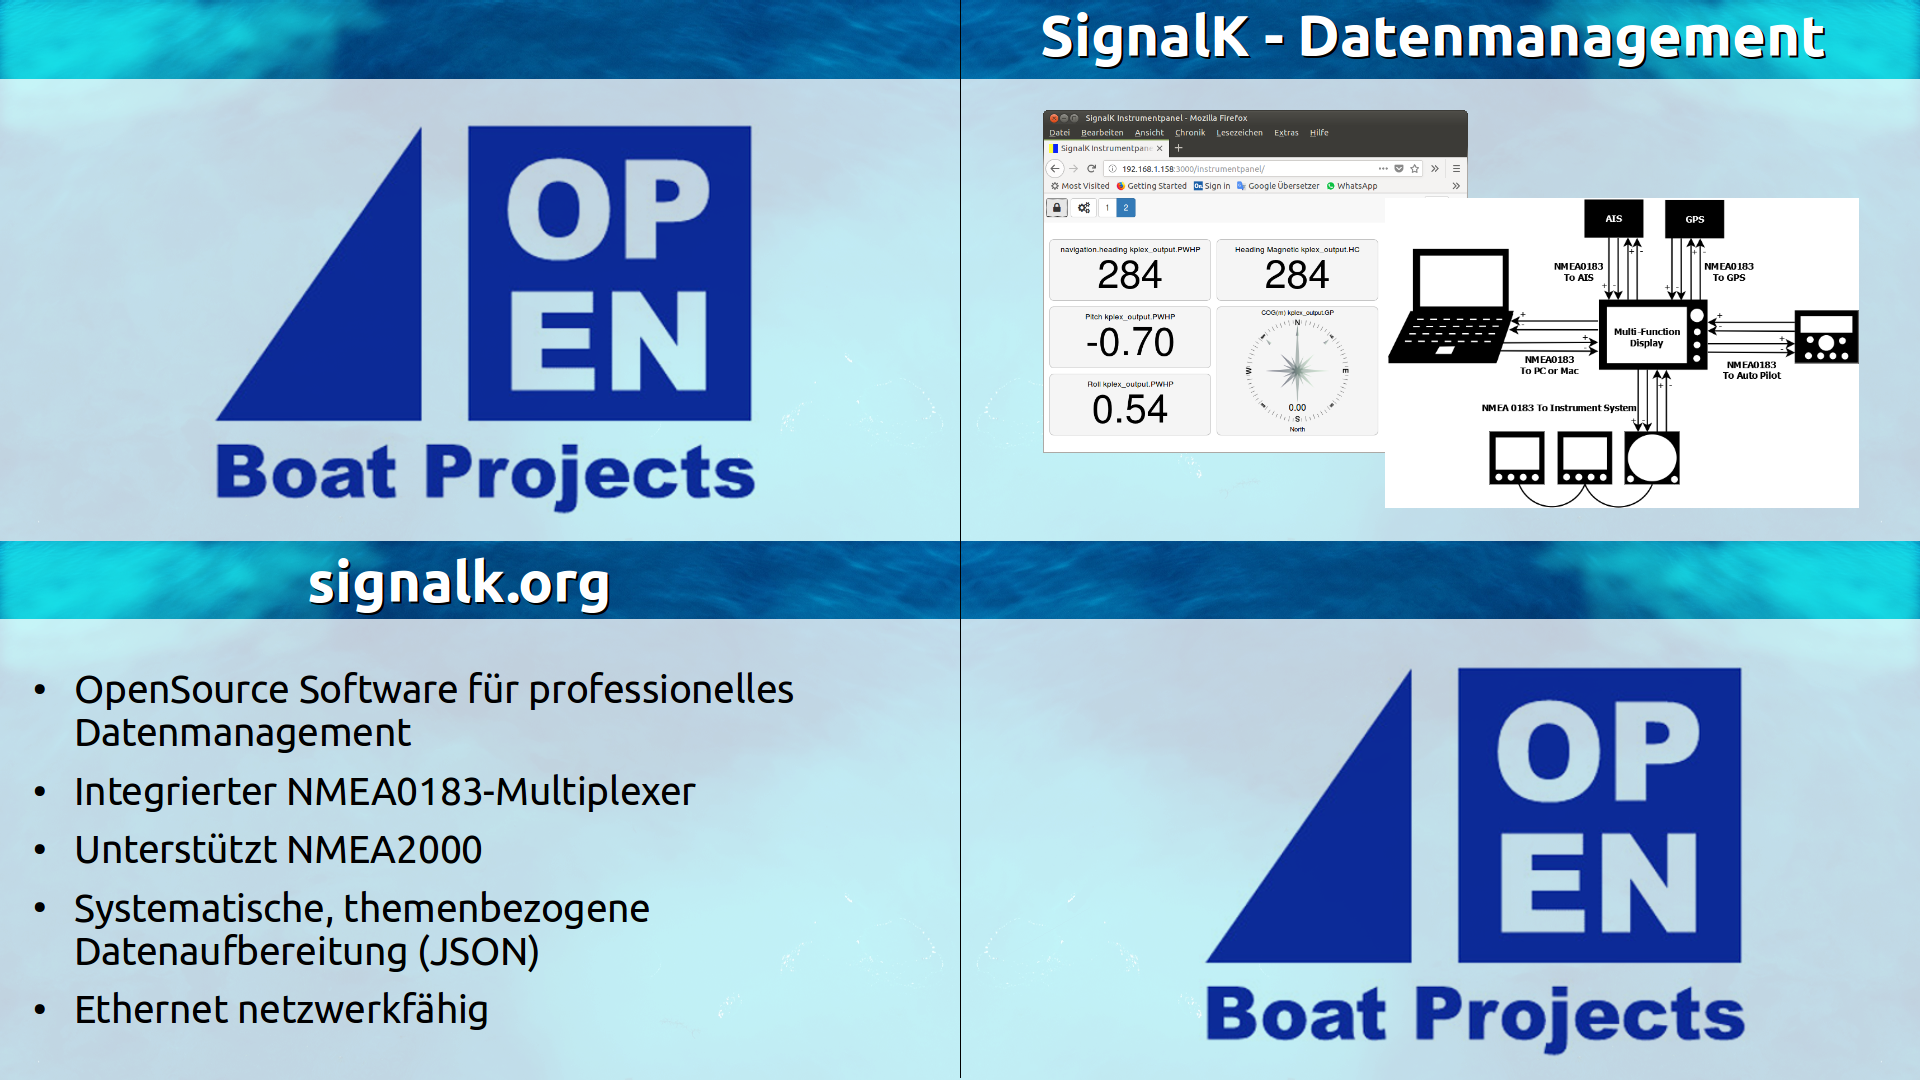 OP
EN
Boat Projects
SignalK - Datenmanagement
SignalK Instrumentpanel - Mozilla Firefox
Datei Bearbeiten Ansicht Chronik Lesezeichen Extras Hilfe
SignalK Instrumentpan
192.168.1.158:3000/instrumentpanel/
Most Visited Getting Started Sign in Google Übersetzer WhatsApp
1 2
navigation.heading kplex_output.PWHP
284
Heading Magnetic kplex_output.HC
284
Pitch kplex_output.PWHP
-0.70
Roll kplex_output.PWHP
0.54
COG(m) kplex_output.GP
N
W E
0.00
S
North
AIS
GPS
NMEA0183
To AIS
NMEA0183
To GPS
Multi-Function
Display
NMEA0183
To PC or Mac
NMEA0183
To Auto Pilot
NMEA 0183 To Instrument System
signalk.org
• OpenSource Software für professionelles
Datenmanagement
• Integrierter NMEA0183-Multiplexer
• Unterstützt NMEA2000
• Systematische, themenbezogene
Datenaufbereitung (JSON)
• Ethernet netzwerkfähig
OP
EN
Boat Projects